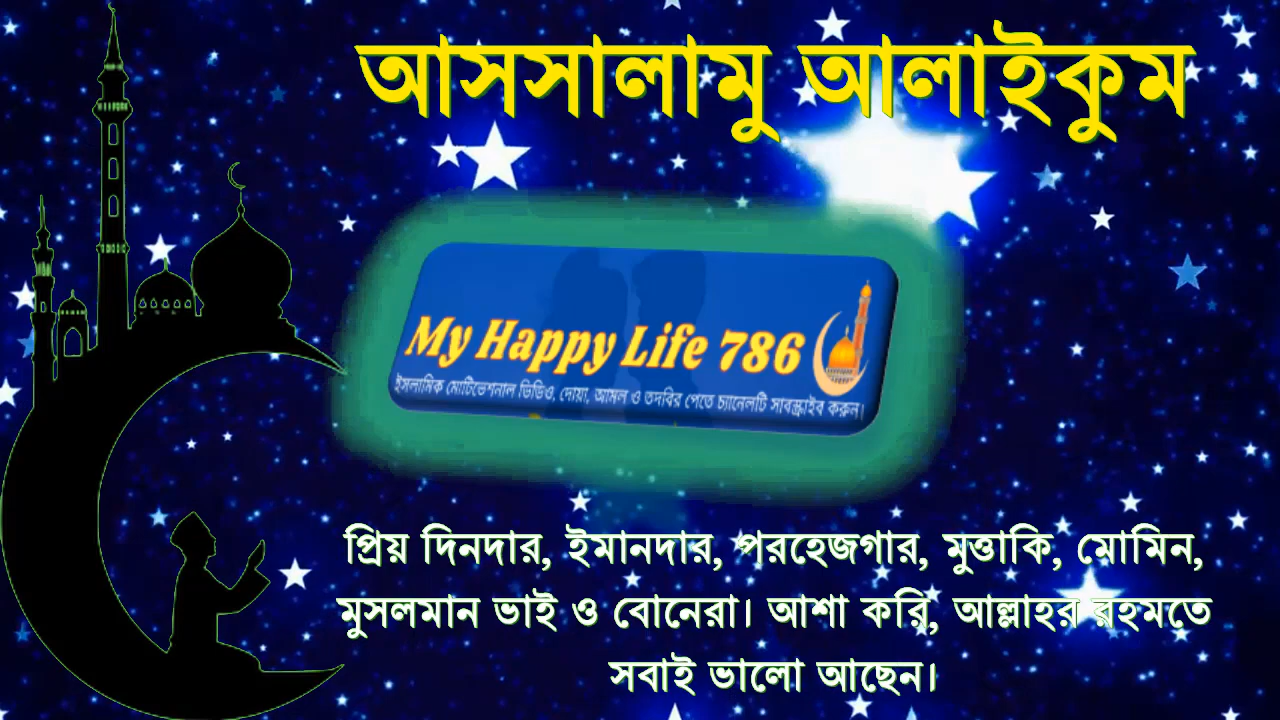 আসসালামু আলাইকুম
My Happy Life 786
ইসলামিক মোটিভেশনাল ভিডিও, দোয়া, আমল ও তদবির পেতে চ্যানেলটি সাবস্ক্রাইব করুন।
প্রিয় দিনদার, ইমানদার, পরহেজগার, মুত্তাকি, মোমিন,
মুসলমান ভাই ও বোনেরা। আশা করি, আল্লাহর রহমতে
সবাই ভালো আছেন।